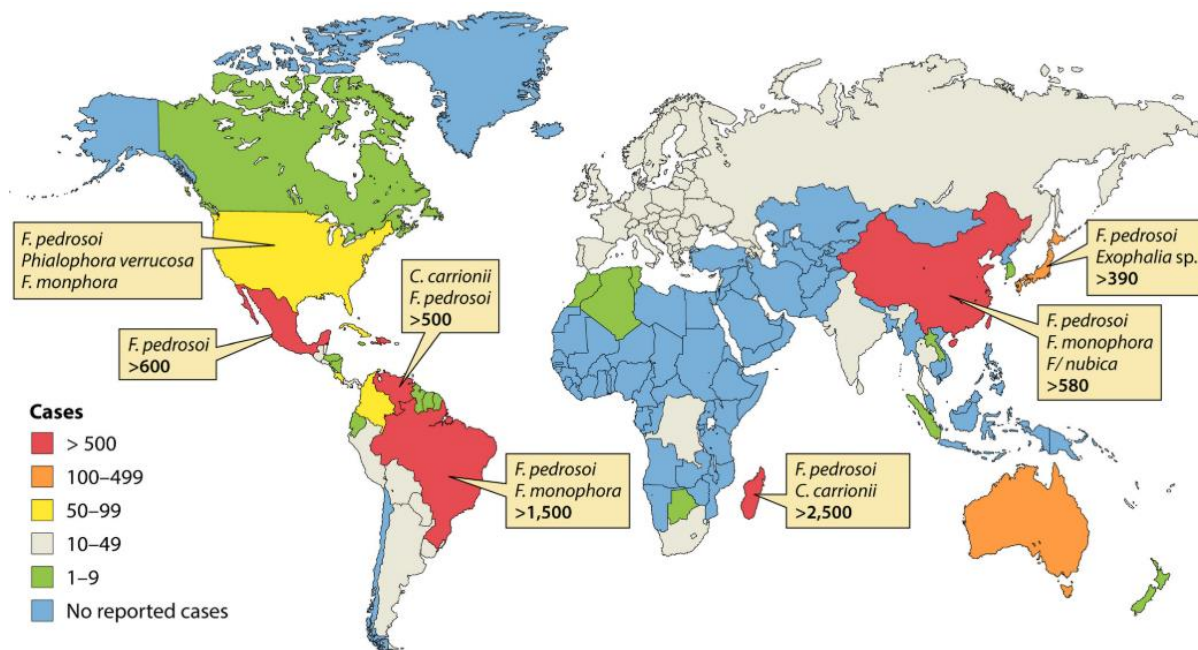 F. pedrosoi
Phialophora verrucosa
F. monphora
F. pedrosoi
>600
C. carrionii
F. pedrosoi
>500
F. pedrosoi
F. monophora
>1,500
F. pedrosoi
C. carrionii
>2,500
F. pedrosoi
Exophalia sp.
>390
F. pedrosoi
F. monophora
F/ nubica
>580
Cases
> 500
100–499
50–99
10–49
1–9
No reported cases